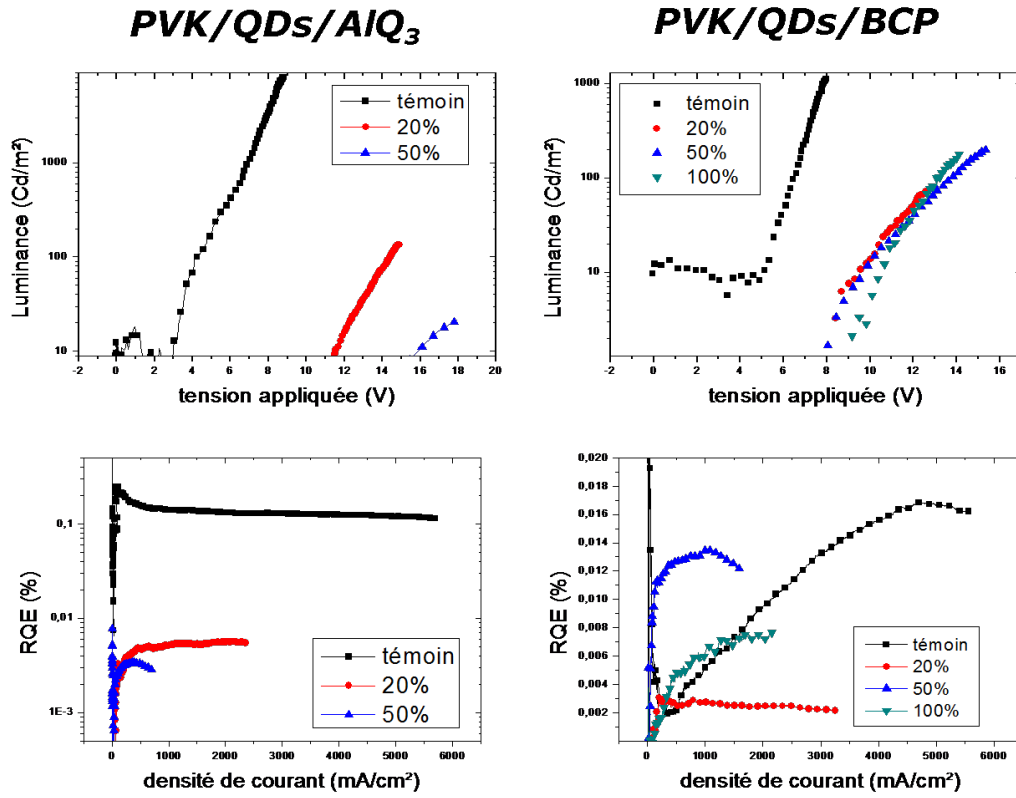 PVK/QDs/AlQ₃
PVK/QDs/BCP
Luminance (Cd/m²)
1000
100
10
témoin
20%
50%
-2 0 2 4 6 8 10 12 14 16 18 20
tension appliquée (V)
Luminance (Cd/m²)
1000
100
10
témoin
20%
50%
100%
-2 0 2 4 6 8 10 12 14 16
tension appliquée (V)
RQE (%)
0,1
0,01
1E-3
témoin
20%
50%
0 1000 2000 3000 4000 5000 6000
densité de courant (mA/cm²)
RQE (%)
0,020
0,018
0,016
0,014
0,012
0,010
0,008
0,006
0,004
0,002
témoin
20%
50%
100%
0 1000 2000 3000 4000 5000 6000
densité de courant (mA/cm²)